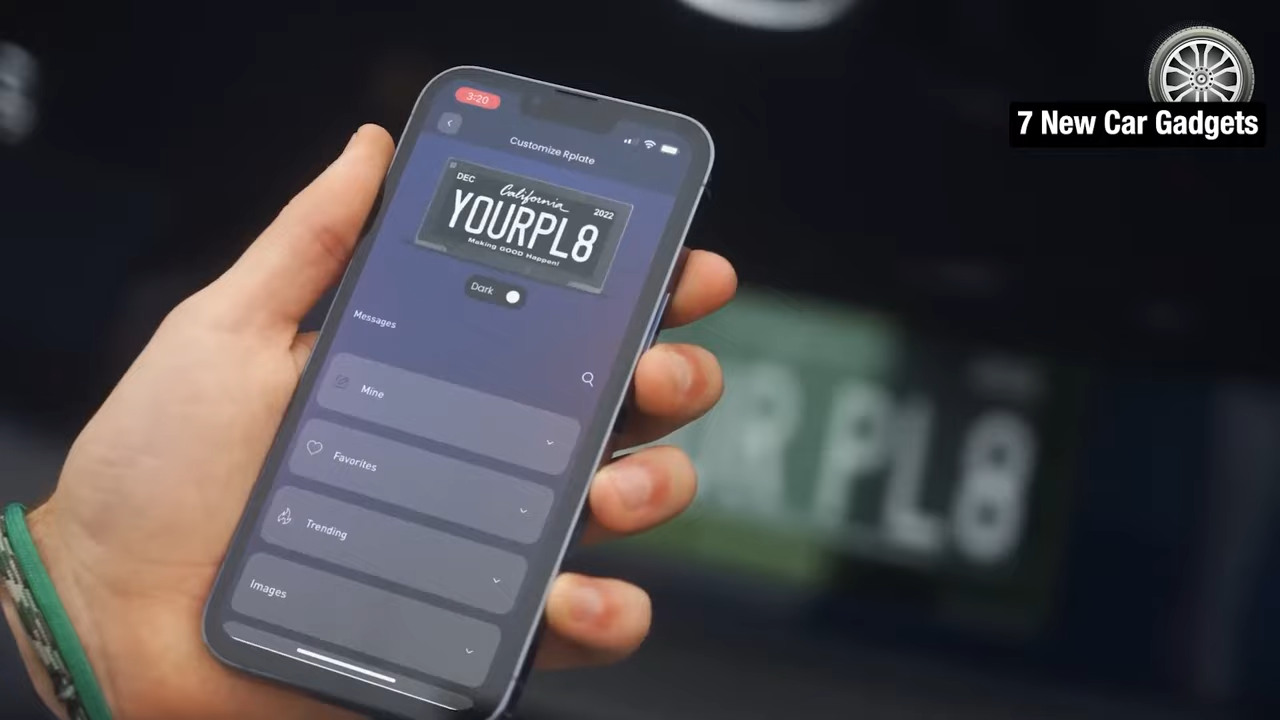 7 New Car Gadgets
3:20
Customize Rplate
DEC
California
2022
YOURPL8
Making GOOD Happen!
Dark
Messages
Mine
Favorites
Trending
Images
R PL8